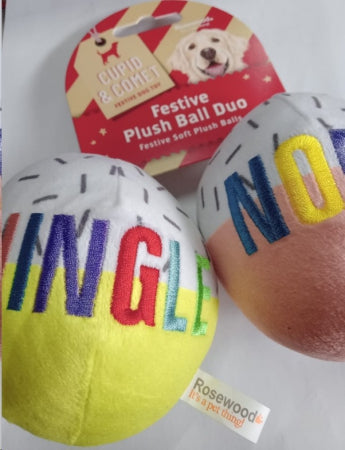 Rosewood
CUPID
& COMET
FESTIVE DOG TOY
Festive
Plush Ball Duo
Festive Soft Plush Balls
INGLE
NO
Rosewood
It's a pet thing!